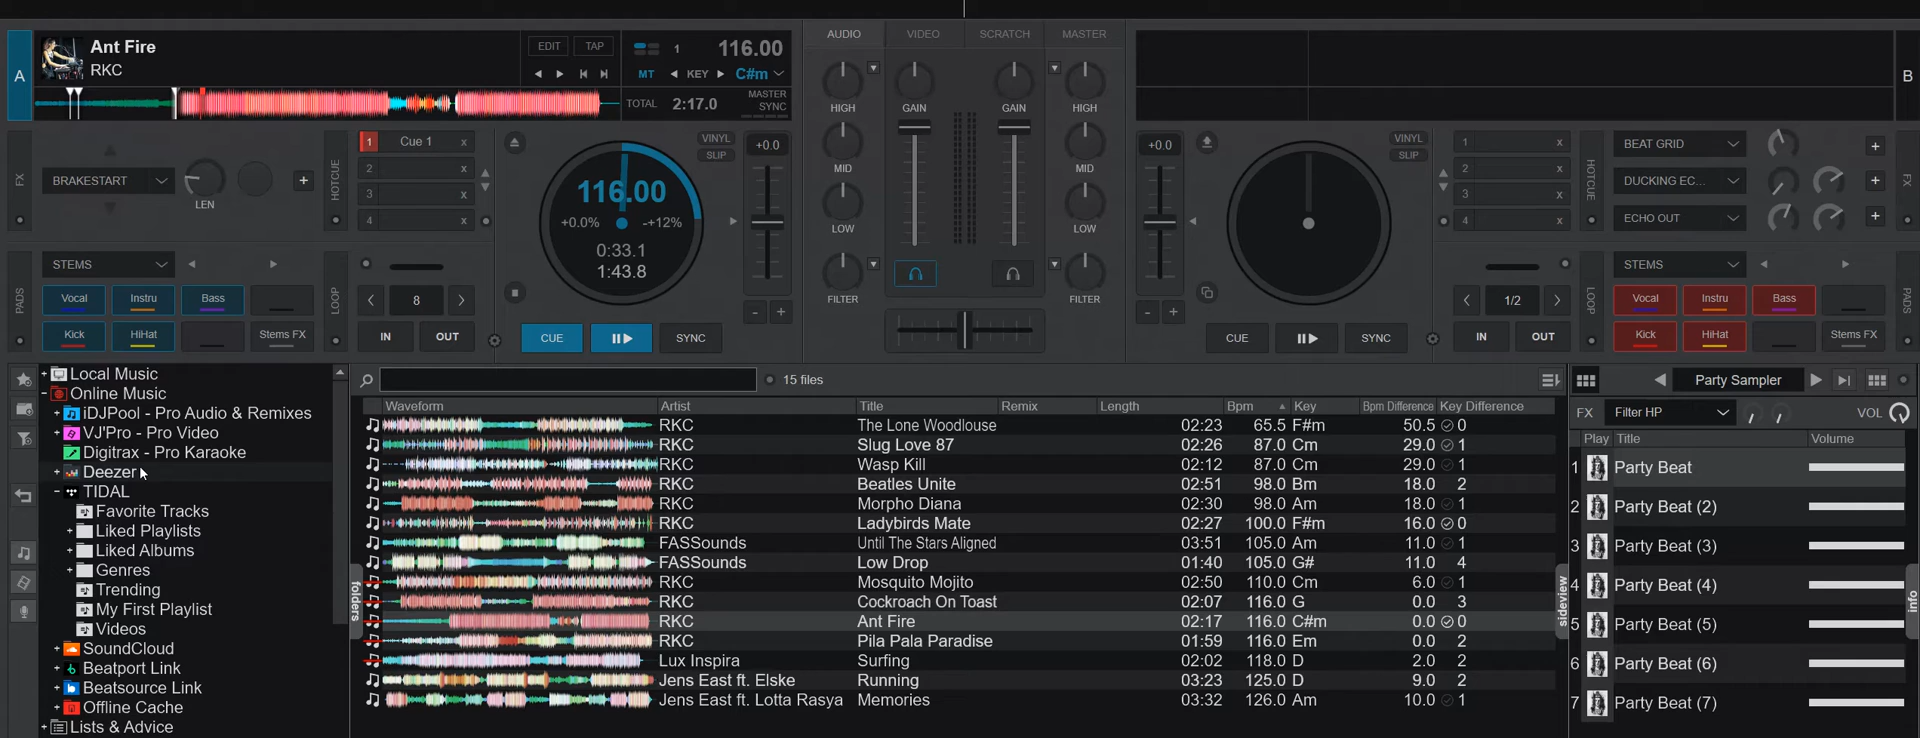 A
Ant Fire
RKC
EDIT TAP
1 116.00
MT KEY C#m
TOTAL 2:17.0 MASTER SYNC
AUDIO VIDEO SCRATCH MASTER
B
FX
BRAKESTART
LEN
+
HOTCUE
1 Cue 1 x
2 x
3 x
4 x
VINYL
SLIP
116.00
+0.0% -+12%
0:33.1
1:43.8
+0.0
- +
HIGH GAIN GAIN HIGH
MID MID
LOW LOW
FILTER FILTER
+0.0
- +
VINYL
SLIP
1 x
2 x
3 x
4 x
HOTCUE
BEAT GRID +
DUCKING EC... +
ECHO OUT +
FX
PADS
STEMS
Vocal Instru Bass
Kick HiHat Stems FX
LOOP
8
IN OUT
CUE SYNC
CUE SYNC
1/2
IN OUT
LOOP
STEMS
Vocal Instru Bass
Kick HiHat Stems FX
PADS
+ Local Music
- Online Music
+ iDJPool - Pro Audio & Remixes
+ VJ'Pro - Pro Video
Digitrax - Pro Karaoke
+ Deezer
- TIDAL
Favorite Tracks
+ Liked Playlists
+ Liked Albums
+ Genres
Trending
My First Playlist
Videos
+ SoundCloud
+ Beatport Link
+ Beatsource Link
+ Offline Cache
+ Lists & Advice
folders
15 files
Waveform Artist Title Remix Length Bpm Key Bpm Difference Key Difference
RKC The Lone Woodlouse 02:23 65.5 F#m 50.5 0
RKC Slug Love 87 02:26 87.0 Cm 29.0 1
RKC Wasp Kill 02:12 87.0 Cm 29.0 1
RKC Beatles Unite 02:51 98.0 Bm 18.0 2
RKC Morpho Diana 02:30 98.0 Am 18.0 1
RKC Ladybirds Mate 02:27 100.0 F#m 16.0 0
FASSounds Until The Stars Aligned 03:51 105.0 Am 11.0 1
FASSounds Low Drop 01:40 105.0 G# 11.0 4
RKC Mosquito Mojito 02:50 110.0 Cm 6.0 1
RKC Cockroach On Toast 02:07 116.0 G 0.0 3
RKC Ant Fire 02:17 116.0 C#m 0.0 0
RKC Pila Pala Paradise 01:59 116.0 Em 0.0 2
Lux Inspira Surfing 02:02 118.0 D 2.0 2
Jens East ft. Elske Running 03:23 125.0 D 9.0 2
Jens East ft. Lotta Rasya Memories 03:32 126.0 Am 10.0 1
sideview
Party Sampler
FX Filter HP VOL
Play Title Volume
1 Party Beat
2 Party Beat (2)
3 Party Beat (3)
4 Party Beat (4)
5 Party Beat (5)
6 Party Beat (6)
7 Party Beat (7)
info